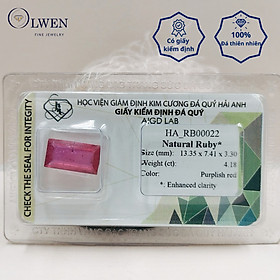 OLWEN
FINE JEWELRY
Có giấy
kiểm định
100%
Đá thiên nhiên
HỌC VIỆN GIÁM ĐỊNH KIM CƯƠNG ĐÁ QUÝ HẢI ANH
GIẤY KIỂM ĐỊNH ĐÁ QUÝ
AIGD LAB
HA_RB00022
Natural Ruby*
Size (mm): 13.35 x 7.41 x 3.30
Weight (ct): 4.18
Color: Purplish red
*: Enhanced clarity
CHECK THE SEAL FOR INTEGRITY